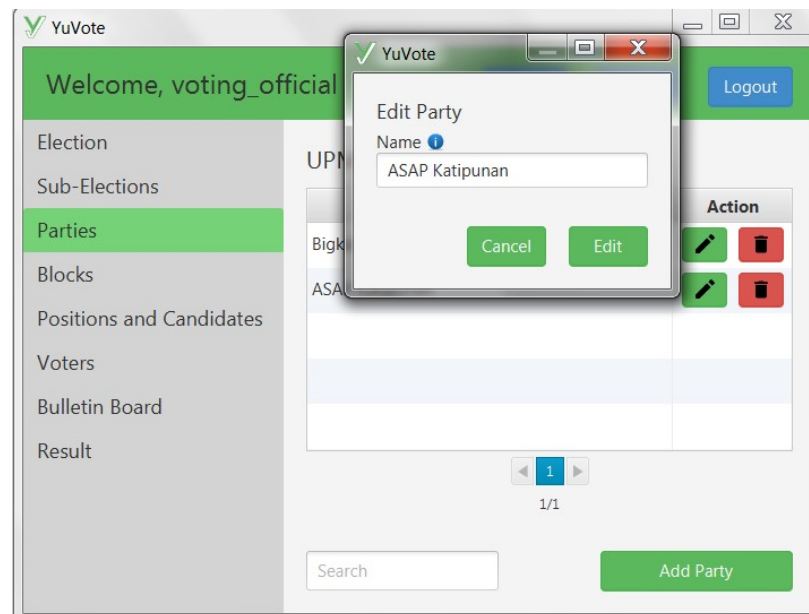 YuVote
Welcome, voting_official
Logout
Election
Sub-Elections
Parties
Blocks
Positions and Candidates
Voters
Bulletin Board
Result
YuVote
Edit Party
Name
ASAP Katipunan
Cancel
Edit
Action
1
1/1
Search
Add Party